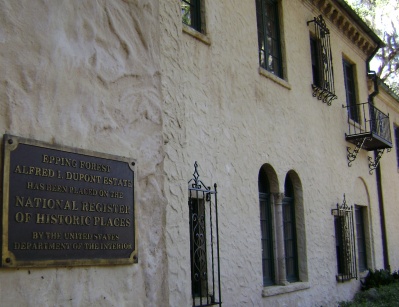 EPPING FOREST
ALFRED I. DUPONT ESTATE
HAS BEEN PLACED ON THE
NATIONAL REGISTER
OF HISTORIC PLACES
BY THE UNITED STATES
DEPARTMENT OF THE INTERIOR